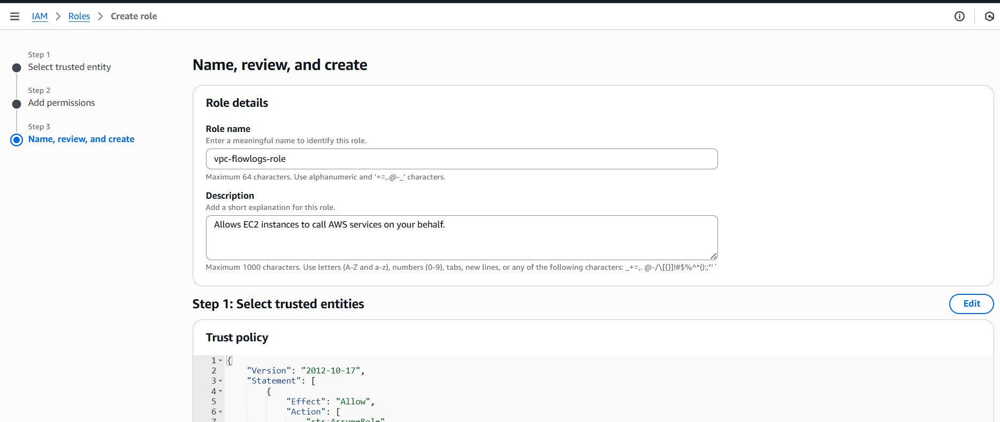 IAM > Roles > Create role
Step 1
Select trusted entity
Step 2
Add permissions
Step 3
Name, review, and create
Name, review, and create
Role details
Role name
Enter a meaningful name to identify this role.
vpc-flowlogs-role
Maximum 64 characters. Use alphanumeric and '+=,.@-_' characters.
Description
Add a short explanation for this role.
Allows EC2 instances to call AWS services on your behalf.
Maximum 1000 characters. Use letters (A-Z and a-z), numbers (0-9), tabs, new lines, or any of the following characters: _+=,. @-/\[{}]!#$%^*();:"'`
Step 1: Select trusted entities
Edit
Trust policy
1 {
2 "Version": "2012-10-17",
3 "Statement": [
4 {
5 "Effect": "Allow",
6 "Action": [
7 "sts:AssumeRole"